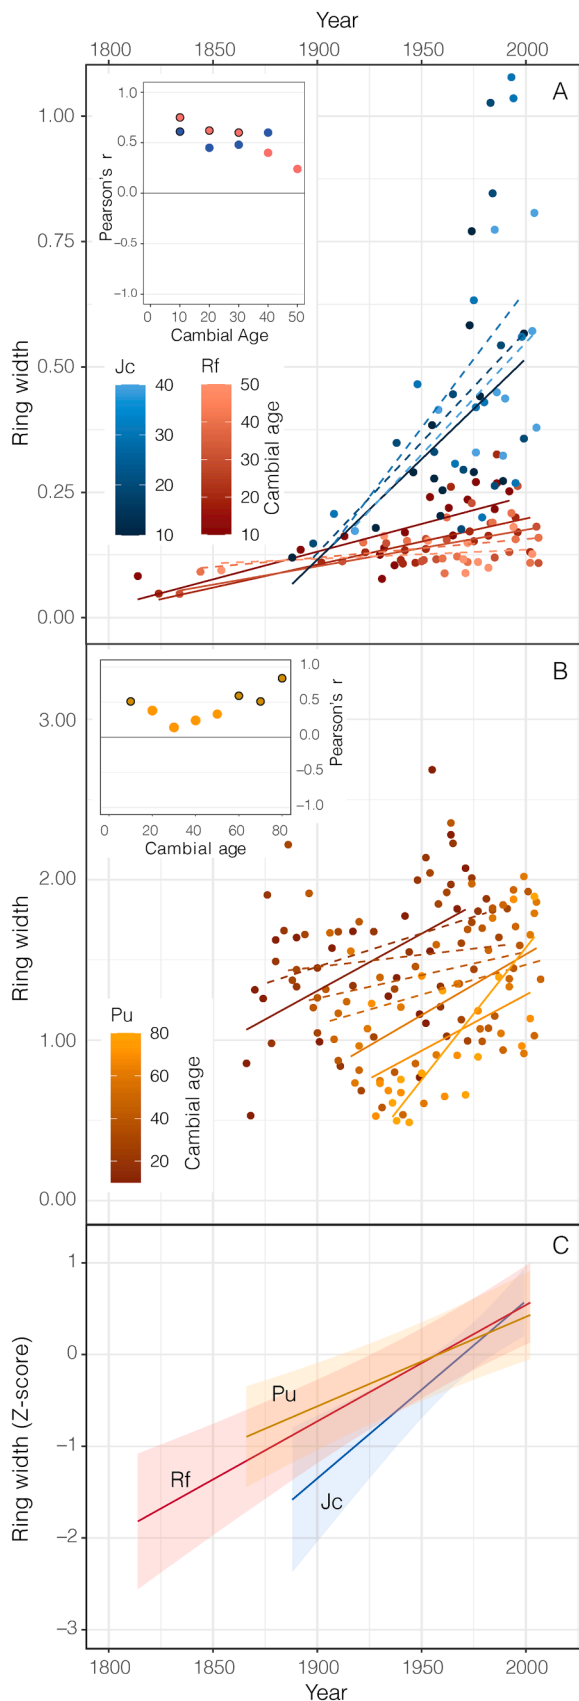 Year
1800 1850 1900 1950 2000
A
1.00
0.75
0.50
0.25
0.00
Ring width
1.0
0.5
0.0
−0.5
−1.0
Pearson's r
0 10 20 30 40 50
Cambial Age
Jc Rf
40 50
30 40
20 30
20
10 10
Cambial age
B
3.00
2.00
1.00
0.00
Ring width
1.0
0.5
0.0
−0.5
−1.0
Pearson's r
0 20 40 60 80
Cambial age
Pu
80
60
40
20
Cambial age
C
1
0
−1
−2
−3
Ring width (Z-score)
Pu
Rf
Jc
1800 1850 1900 1950 2000
Year